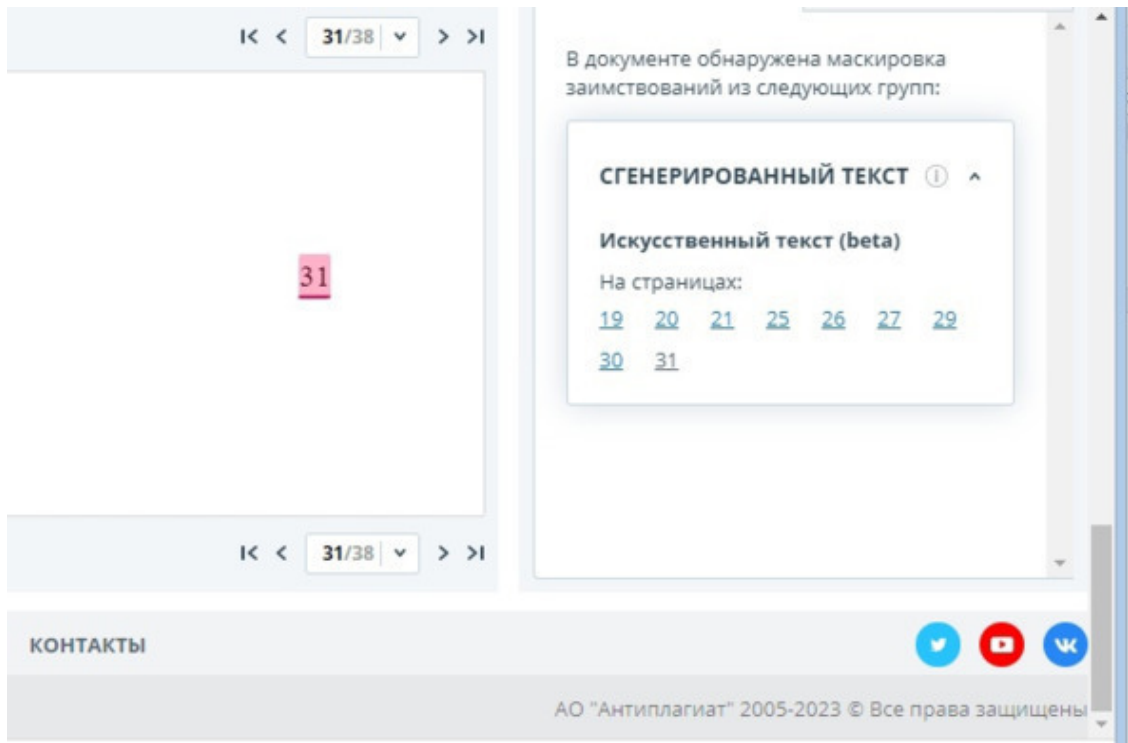 31/38
В документе обнаружена маскировка
заимствований из следующих групп:
СГЕНЕРИРОВАННЫЙ ТЕКСТ
Искусственный текст (beta)
На страницах:
19 20 21 25 26 27 29
30 31
31
31/38
КОНТАКТЫ
АО "Антиплагиат" 2005-2023 © Все права защищены